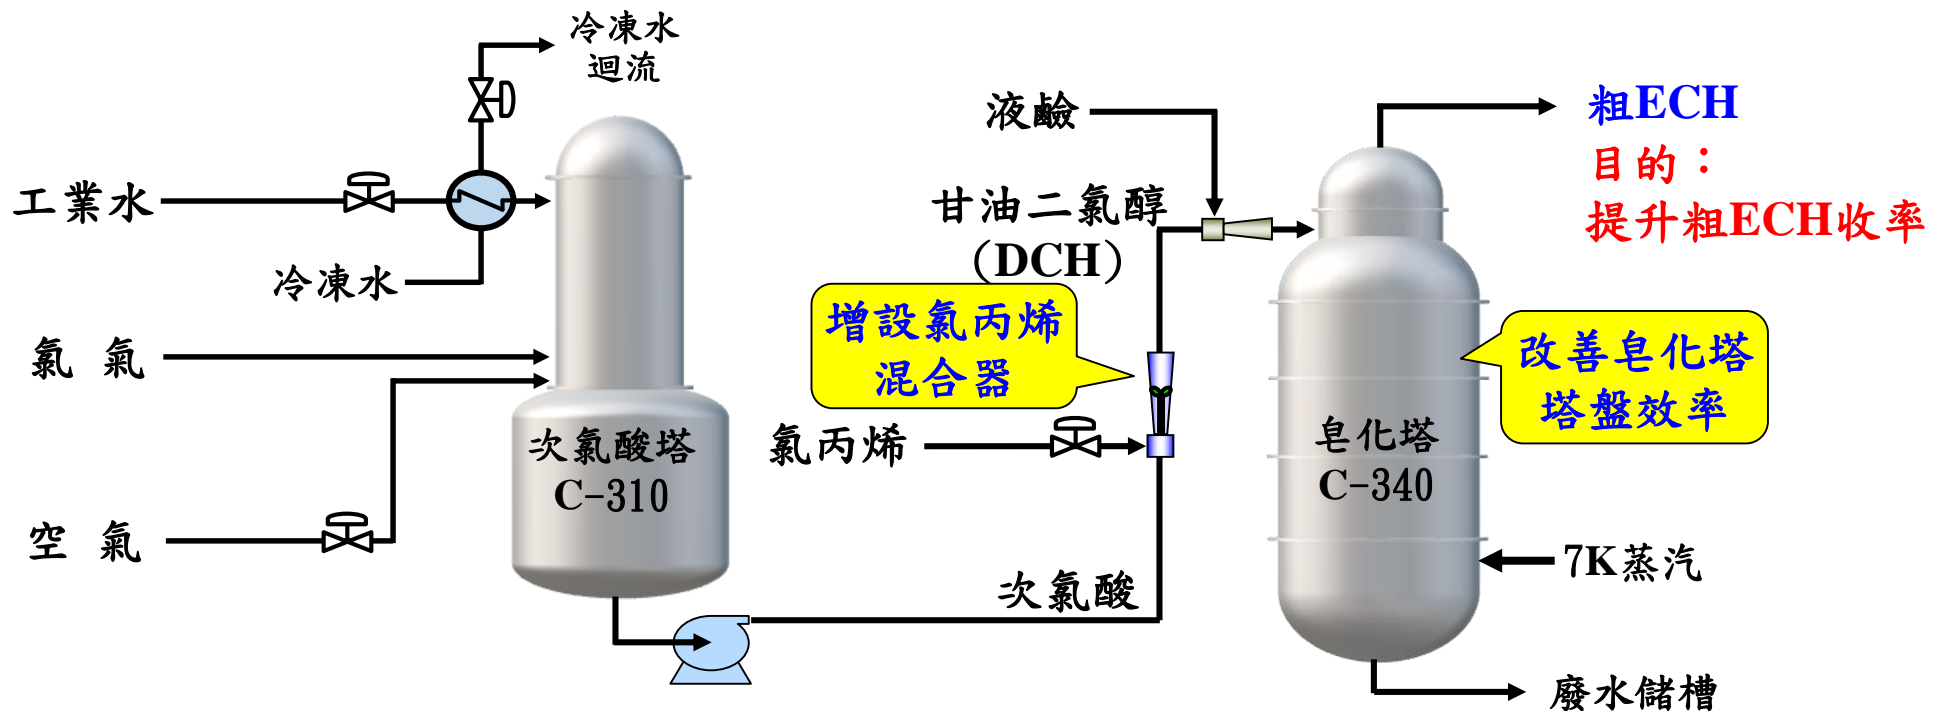 冷凍水
迴流
工業水
冷凍水
氯 氣
空 氣
次氯酸塔
C-310
液鹼
甘油二氯醇
(DCH)
增設氯丙烯
混合器
氯丙烯
次氯酸
粗ECH
目的：
提升粗ECH收率
改善皂化塔
塔盤效率
皂化塔
C-340
7K蒸汽
廢水儲槽